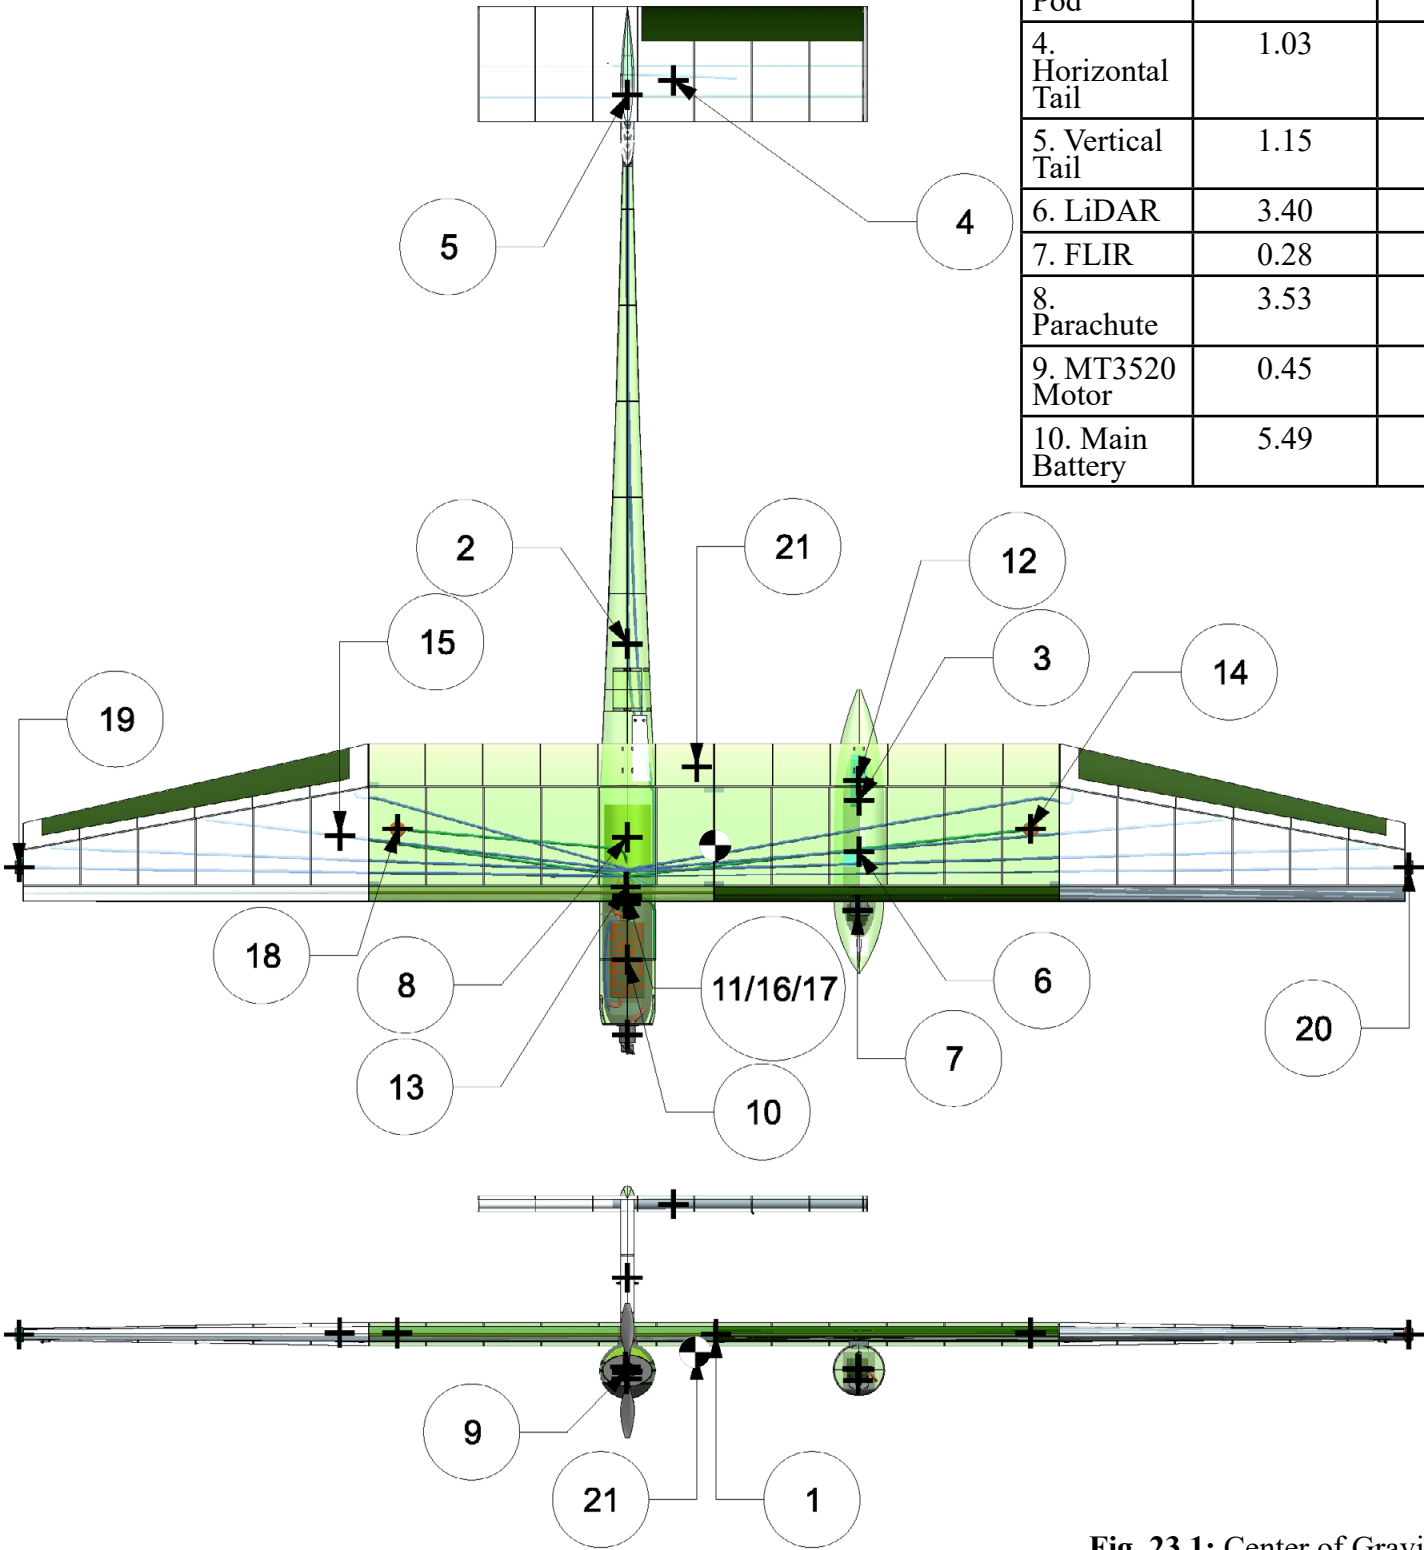 Pod
4.
Horizontal
Tail
1.03
5. Vertical
Tail
1.15
6. LiDAR
3.40
7. FLIR
0.28
8.
Parachute
3.53
9. MT3520
Motor
0.45
10. Main
Battery
5.49
5
4
2
21
12
15
3
14
19
18
8
11/16/17
6
20
13
7
10
9
21
1
Fig. 23.1: Center of Gravi